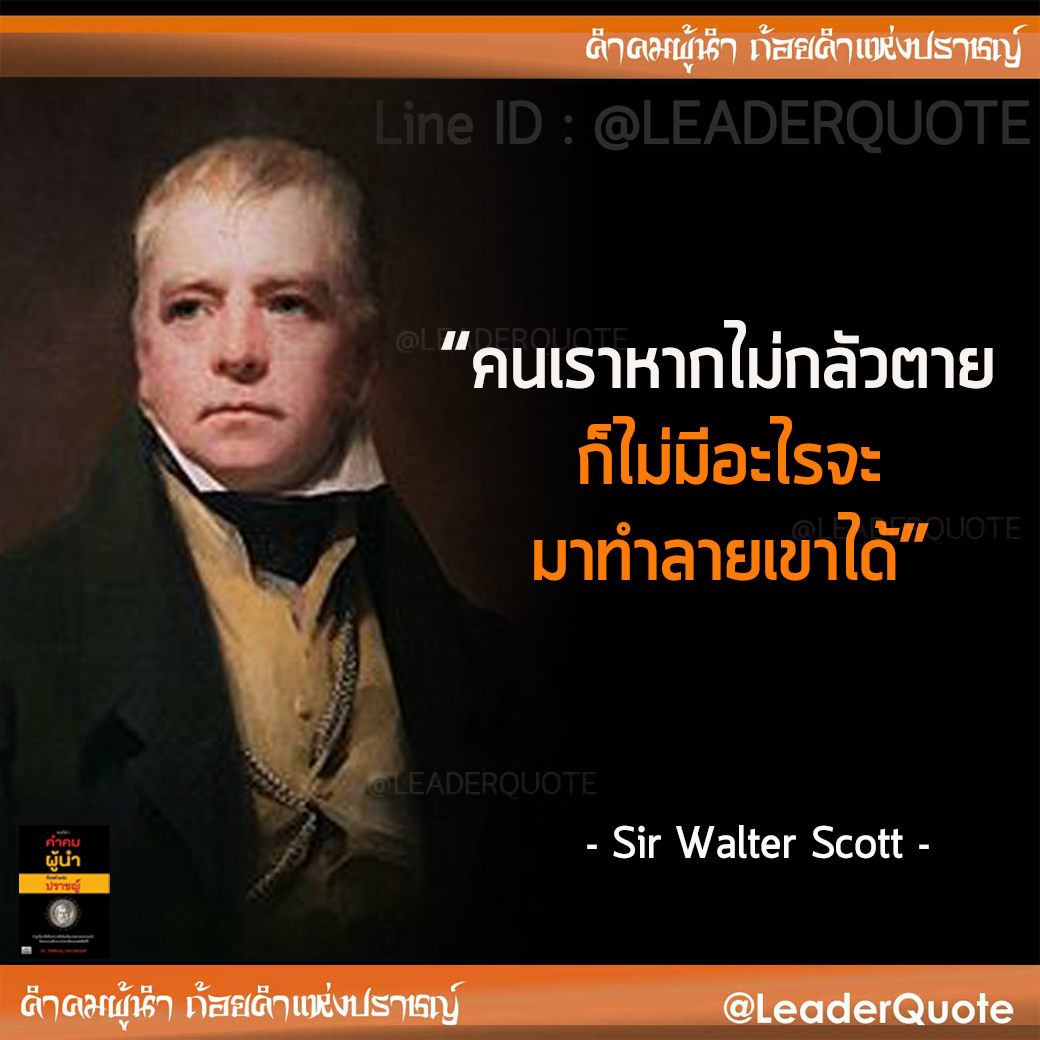 คำคมผู้นำ ถ้อยคำแห่งปราชญ์
Line ID : @LEADERQUOTE
@LEADERQUOTE
“คนเราหากไม่กลัวตาย
ก็ไม่มีอะไรจะ
@LEADERQUOTE
มาทำลายเขาได้”
@LEADERQUOTE
- Sir Walter Scott -
คำคม
ผู้นำ
ปราชญ์
คำคมผู้นำ ถ้อยคำแห่งปราชญ์
@LeaderQuote